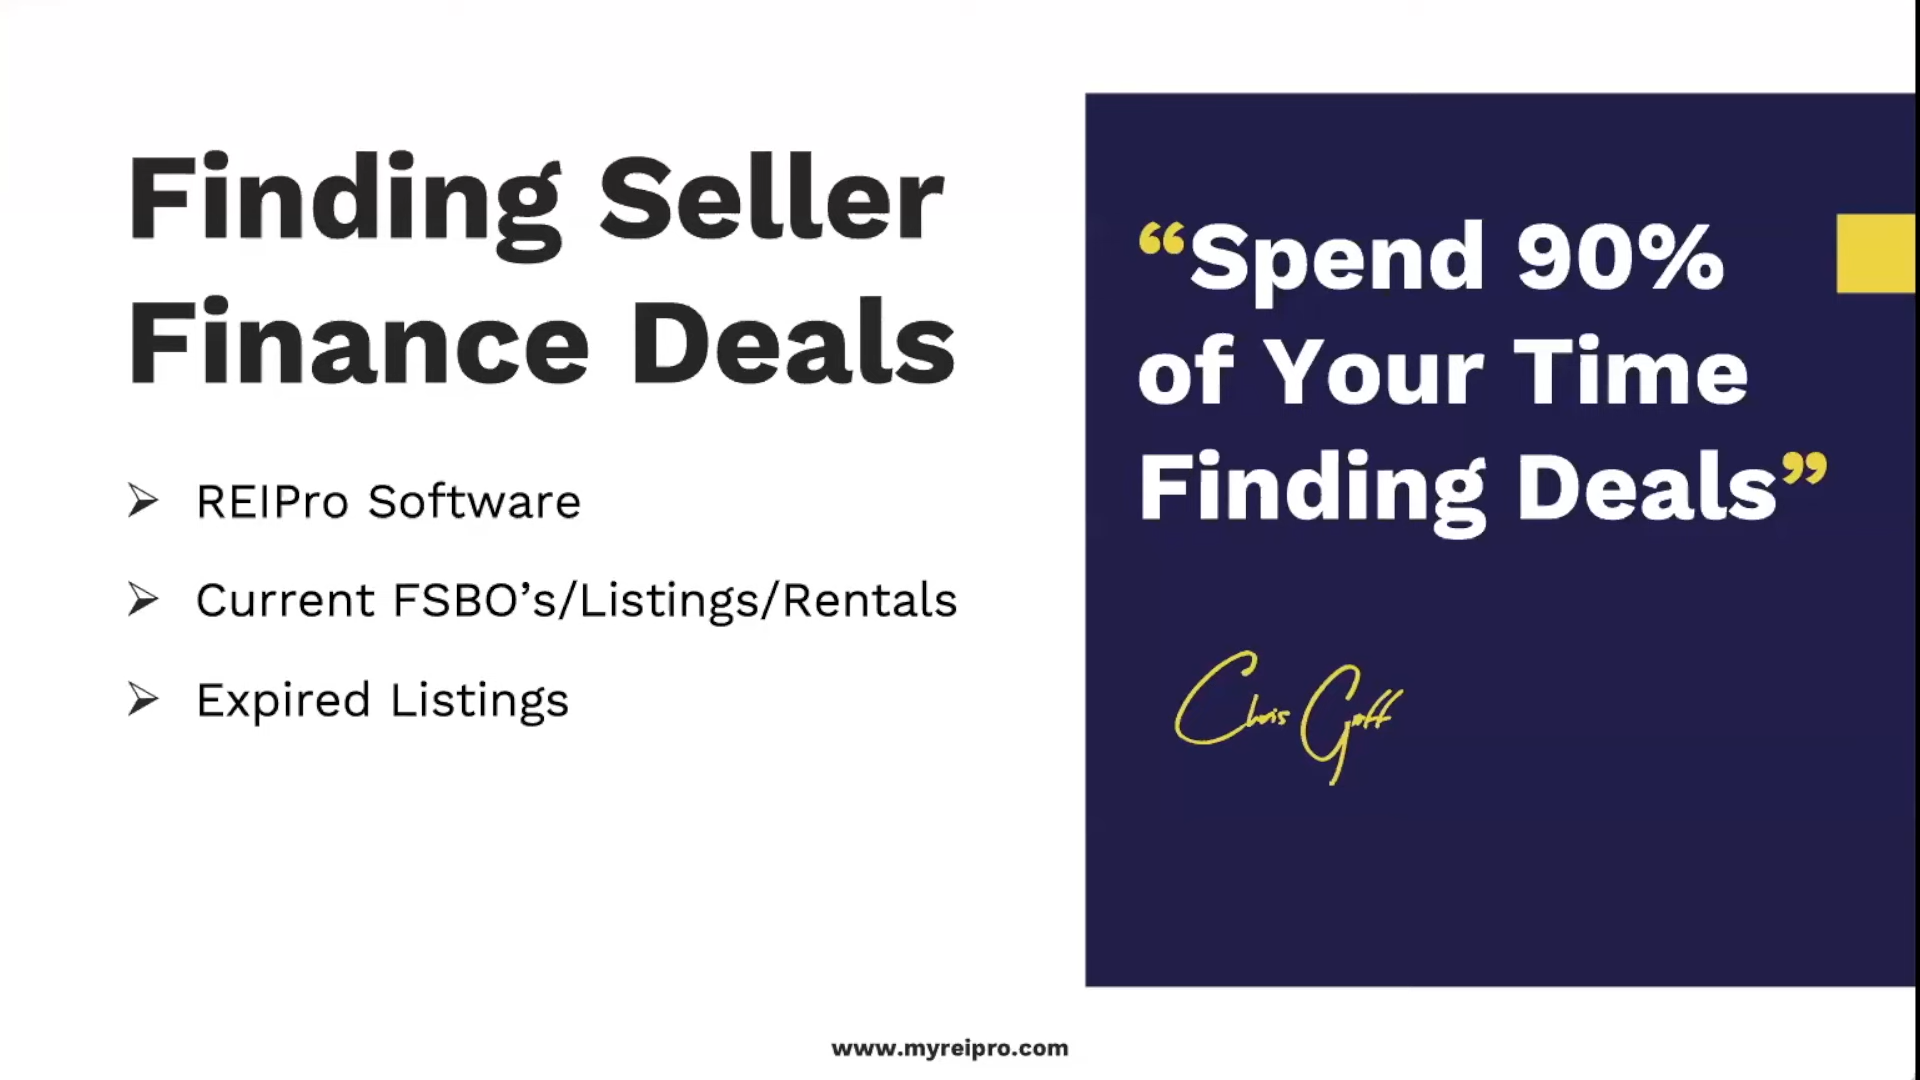 Finding Seller
Finance Deals
REIPro Software
Current FSBO’s/Listings/Rentals
Expired Listings
“Spend 90%
of Your Time
Finding Deals”
Chris Goff
www.myreipro.com